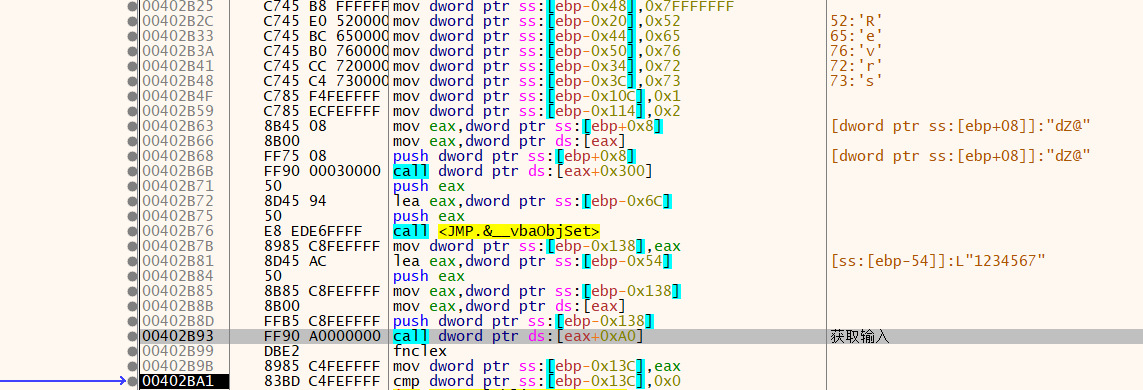 00402B25 C745 B8 FFFFFF mov dword ptr ss:[ebp-0x48],0x7FFFFFFF
00402B2C C745 E0 520000 mov dword ptr ss:[ebp-0x20],0x52 52:'R'
00402B33 C745 BC 650000 mov dword ptr ss:[ebp-0x44],0x65 65:'e'
00402B3A C745 B0 760000 mov dword ptr ss:[ebp-0x50],0x76 76:'v'
00402B41 C745 CC 720000 mov dword ptr ss:[ebp-0x34],0x72 72:'r'
00402B48 C745 C4 730000 mov dword ptr ss:[ebp-0x3C],0x73 73:'s'
00402B4F C785 F4FEFFFF mov dword ptr ss:[ebp-0x10C],0x1
00402B59 C785 ECFEFFFF mov dword ptr ss:[ebp-0x114],0x2
00402B63 8B45 08 mov eax,dword ptr ss:[ebp+0x8] [dword ptr ss:[ebp+08]]:"dZ@"
00402B66 8B00 mov eax,dword ptr ds:[eax]
00402B68 FF75 08 push dword ptr ss:[ebp+0x8] [dword ptr ss:[ebp+08]]:"dZ@"
00402B6B FF90 00030000 call dword ptr ds:[eax+0x300]
00402B71 50 push eax
00402B72 8D45 94 lea eax,dword ptr ss:[ebp-0x6C]
00402B75 50 push eax
00402B76 E8 EDE6FFFF call <JMP.&__vbaObjSet>
00402B7B 8985 C8FEFFFF mov dword ptr ss:[ebp-0x138],eax
00402B81 8D45 AC lea eax,dword ptr ss:[ebp-0x54] [ss:[ebp-54]]:L"1234567"
00402B84 50 push eax
00402B85 8B85 C8FEFFFF mov eax,dword ptr ss:[ebp-0x138]
00402B8B 8B00 mov eax,dword ptr ds:[eax]
00402B8D FFB5 C8FEFFFF push dword ptr ss:[ebp-0x138]
00402B93 FF90 A0000000 call dword ptr ds:[eax+0xA0] 获取输入
00402B99 DBE2 fnclex
00402B9B 8985 C4FEFFFF mov dword ptr ss:[ebp-0x13C],eax
00402BA1 83BD C4FEFFFF cmp dword ptr ss:[ebp-0x13C],0x0